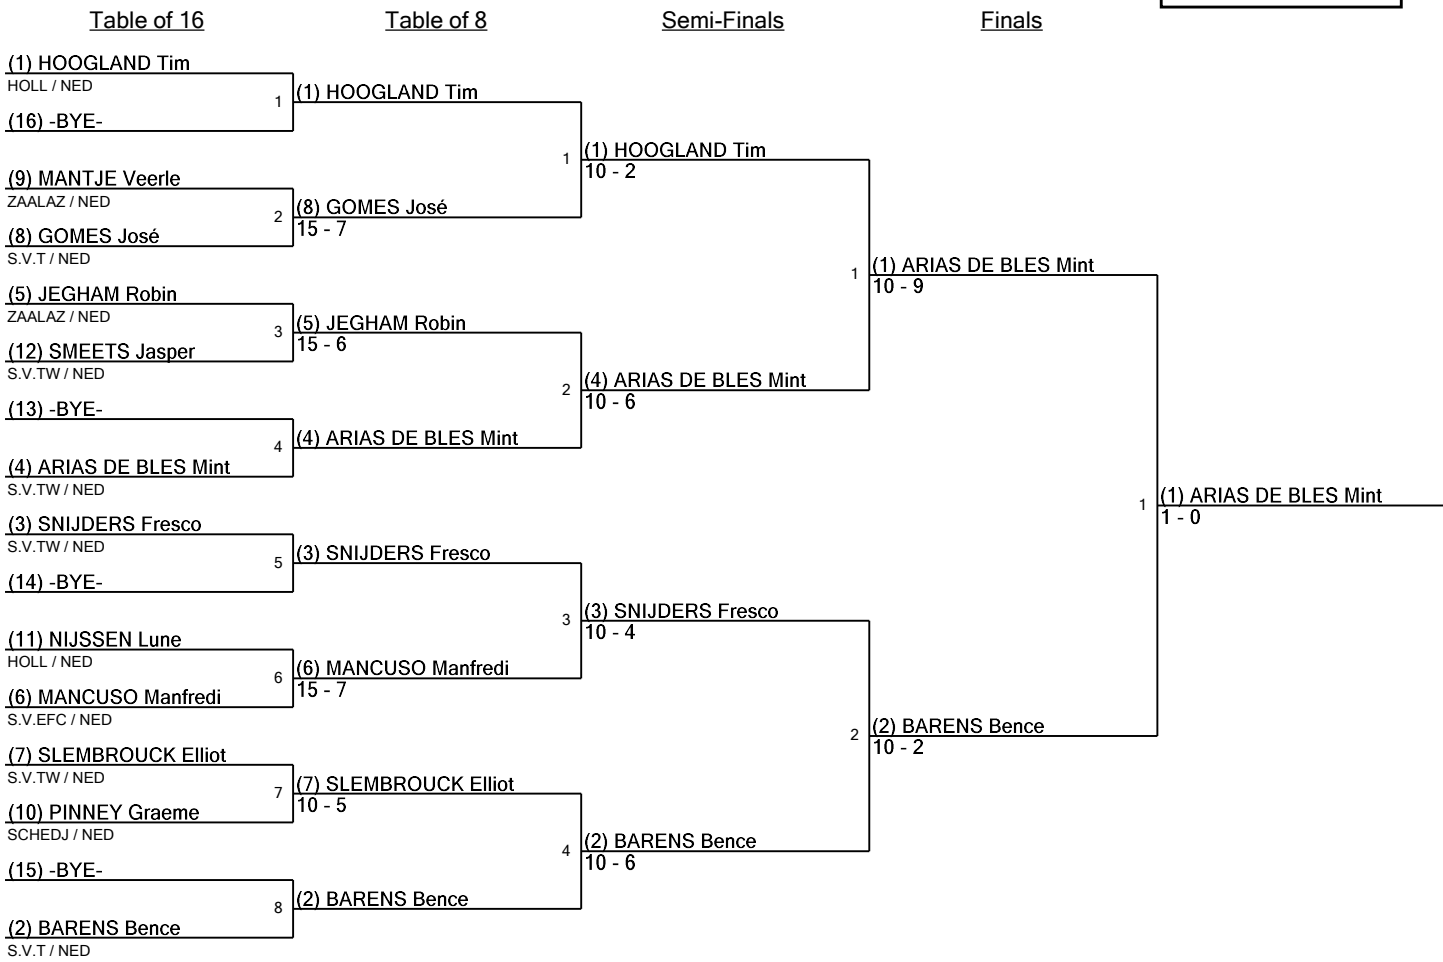 Table of 16
Table of 8
Semi-Finals
Finals
(1) HOOGLAND Tim
HOLL / NED
1
(16) -BYE-
(9) MANTJE Veerle
ZAALAZ / NED
2
(8) GOMES José
S.V.T / NED
(5) JEGHAM Robin
ZAALAZ / NED
3
(12) SMEETS Jasper
S.V.TW / NED
(13) -BYE-
4
(4) ARIAS DE BLES Mint
S.V.TW / NED
(3) SNIJDERS Fresco
S.V.TW / NED
5
(14) -BYE-
(11) NIJSSEN Lune
HOLL / NED
6
(6) MANCUSO Manfredi
S.V.EFC / NED
(7) SLEMBROUCK Elliot
S.V.TW / NED
7
(10) PINNEY Graeme
SCHEDJ / NED
(15) -BYE-
8
(2) BARENS Bence
S.V.T / NED
(1) HOOGLAND Tim
1
(8) GOMES José
15 - 7
(5) JEGHAM Robin
15 - 6
2
(4) ARIAS DE BLES Mint
(3) SNIJDERS Fresco
3
(6) MANCUSO Manfredi
15 - 7
(7) SLEMBROUCK Elliot
10 - 5
4
(2) BARENS Bence
(1) HOOGLAND Tim
10 - 2
1
(4) ARIAS DE BLES Mint
10 - 6
(3) SNIJDERS Fresco
10 - 4
2
(2) BARENS Bence
10 - 6
(1) ARIAS DE BLES Mint
10 - 9
1
(2) BARENS Bence
10 - 2
(1) ARIAS DE BLES Mint
1 - 0